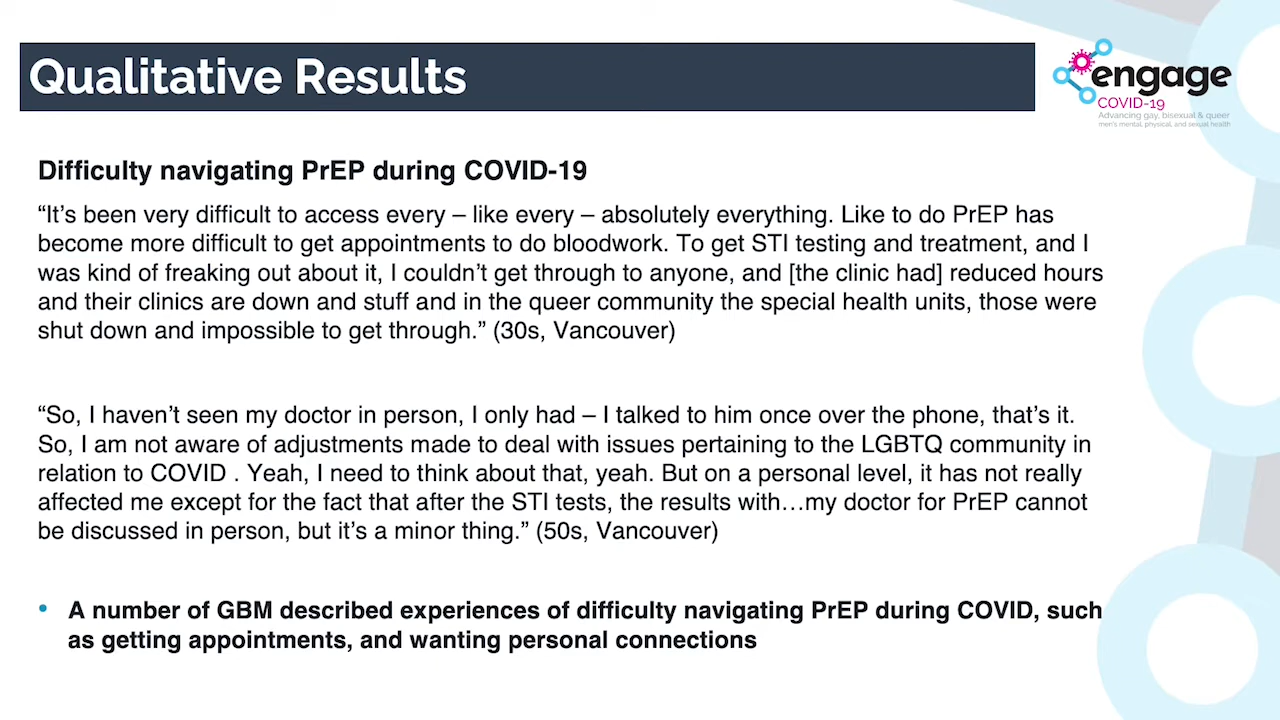 Qualitative Results
engage
COVID-19
Advancing gay, bisexual & queer
men's mental, physical, and sexual health
Difficulty navigating PrEP during COVID-19
“It’s been very difficult to access every – like every – absolutely everything. Like to do PrEP has
become more difficult to get appointments to do bloodwork. To get STI testing and treatment, and I
was kind of freaking out about it, I couldn’t get through to anyone, and [the clinic had] reduced hours
and their clinics are down and stuff and in the queer community the special health units, those were
shut down and impossible to get through.” (30s, Vancouver)
“So, I haven’t seen my doctor in person, I only had – I talked to him once over the phone, that’s it.
So, I am not aware of adjustments made to deal with issues pertaining to the LGBTQ community in
relation to COVID . Yeah, I need to think about that, yeah. But on a personal level, it has not really
affected me except for the fact that after the STI tests, the results with…my doctor for PrEP cannot
be discussed in person, but it’s a minor thing.” (50s, Vancouver)
• A number of GBM described experiences of difficulty navigating PrEP during COVID, such
as getting appointments, and wanting personal connections